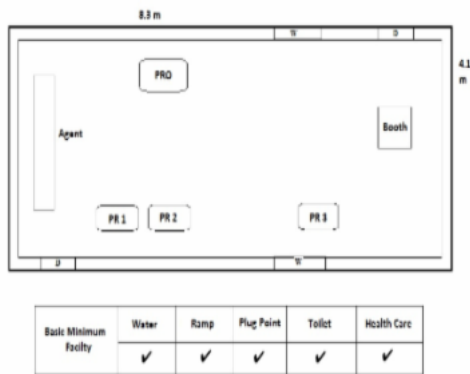 8.3 m
W
D
4.1
m
PRO
Agent
Booth
PR 1
PR 2
PR 3
D
W
Basic Minimum
Facilty
Water
Ramp
Plug Point
Toilet
Health Care
✓ ✓ ✓ ✓ ✓